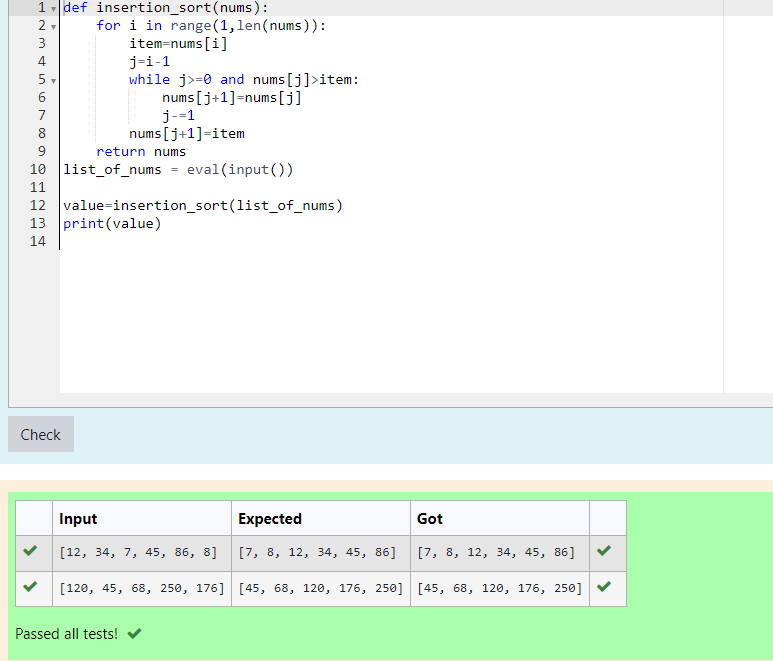 1 def insertion_sort(nums):
2     for i in range(1,len(nums)):
3         item=nums[i]
4         j=i-1
5         while j>=0 and nums[j]>item:
6             nums[j+1]=nums[j]
7             j-=1
8         nums[j+1]=item
9     return nums
10 list_of_nums = eval(input())
11
12 value=insertion_sort(list_of_nums)
13 print(value)
14
Check
Input Expected Got
[12, 34, 7, 45, 86, 8] [7, 8, 12, 34, 45, 86] [7, 8, 12, 34, 45, 86]
[120, 45, 68, 250, 176] [45, 68, 120, 176, 250] [45, 68, 120, 176, 250]
Passed all tests!